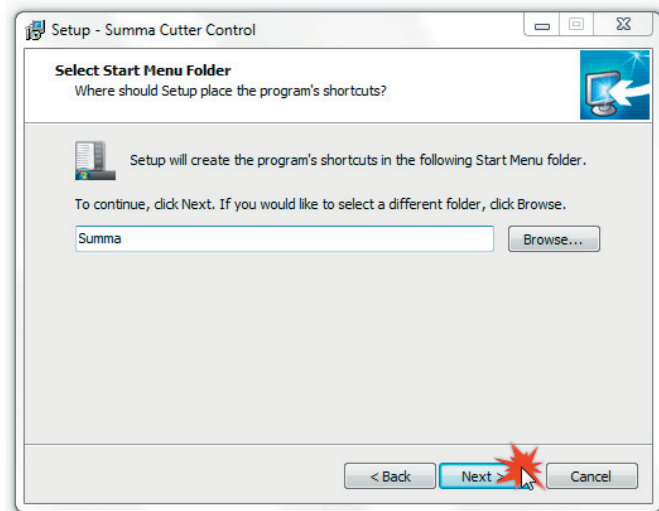 Setup - Summa Cutter Control
Select Start Menu Folder
Where should Setup place the program's shortcuts?
Setup will create the program's shortcuts in the following Start Menu folder.
To continue, click Next. If you would like to select a different folder, click Browse.
Summa
Browse...
< Back
Next >
Cancel